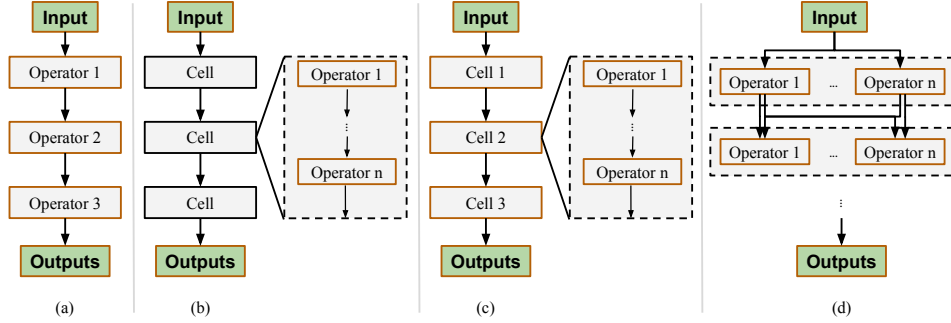 Input
Operator 1
Operator 2
Operator 3
Outputs
(a)
Input
Cell
Cell
Cell
Outputs
Operator 1
...
Operator n
(b)
Input
Cell 1
Cell 2
Cell 3
Outputs
Operator 1
...
Operator n
(c)
Input
Operator 1 ... Operator n
Operator 1 ... Operator n
...
Outputs
(d)